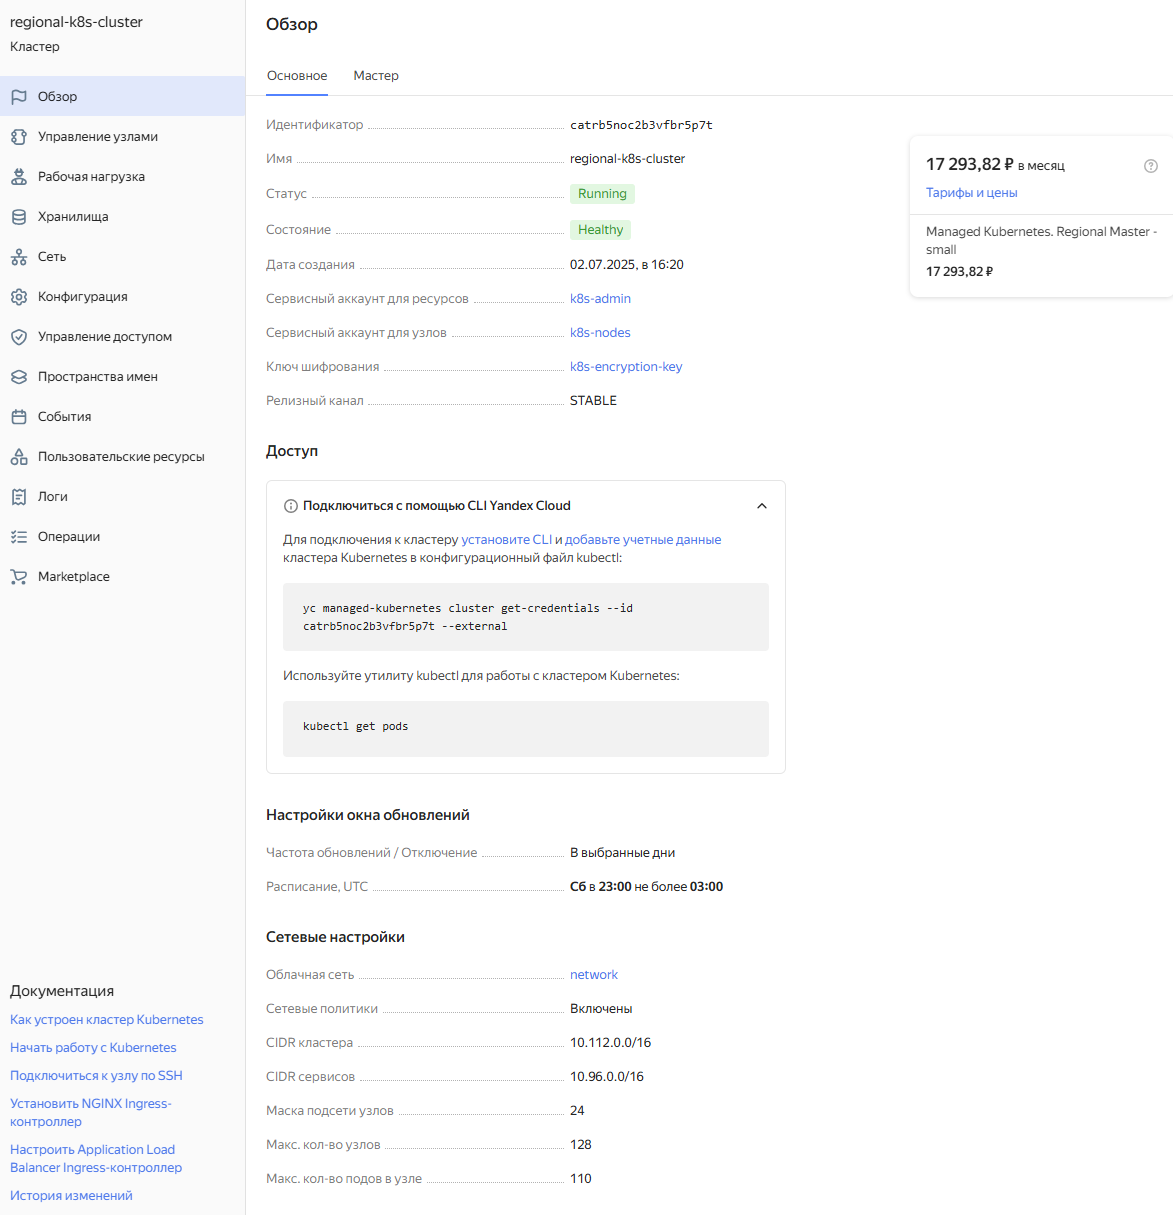 regional-k8s-cluster
Кластер
Обзор
Управление узлами
Рабочая нагрузка
Хранилища
Сеть
Конфигурация
Управление доступом
Пространства имен
События
Пользовательские ресурсы
Логи
Операции
Marketplace
Документация
Как устроен кластер Kubernetes
Начать работу с Kubernetes
Подключиться к узлу по SSH
Установить NGINX Ingress-
контроллер
Настроить Application Load
Balancer Ingress-контроллер
История изменений
Обзор
Основное Мастер
Идентификатор catrb5noc2b3vfbr5p7t
Имя regional-k8s-cluster
Статус Running
Состояние Healthy
Дата создания 02.07.2025, в 16:20
Сервисный аккаунт для ресурсов k8s-admin
Сервисный аккаунт для узлов k8s-nodes
Ключ шифрования k8s-encryption-key
Релизный канал STABLE
Доступ
Подключиться с помощью CLI Yandex Cloud
Для подключения к кластеру установите CLI и добавьте учетные данные
кластера Kubernetes в конфигурационный файл kubectl:
yc managed-kubernetes cluster get-credentials --id
catrb5noc2b3vfbr5p7t --external
Используйте утилиту kubectl для работы с кластером Kubernetes:
kubectl get pods
Настройки окна обновлений
Частота обновлений / Отключение В выбранные дни
Расписание, UTC Сб в 23:00 не более 03:00
Сетевые настройки
Облачная сеть network
Сетевые политики Включены
CIDR кластера 10.112.0.0/16
CIDR сервисов 10.96.0.0/16
Маска подсети узлов 24
Макс. кол-во узлов 128
Макс. кол-во подов в узле 110
17 293,82 ₽ в месяц
Тарифы и цены
Managed Kubernetes. Regional Master -
small
17 293,82 ₽